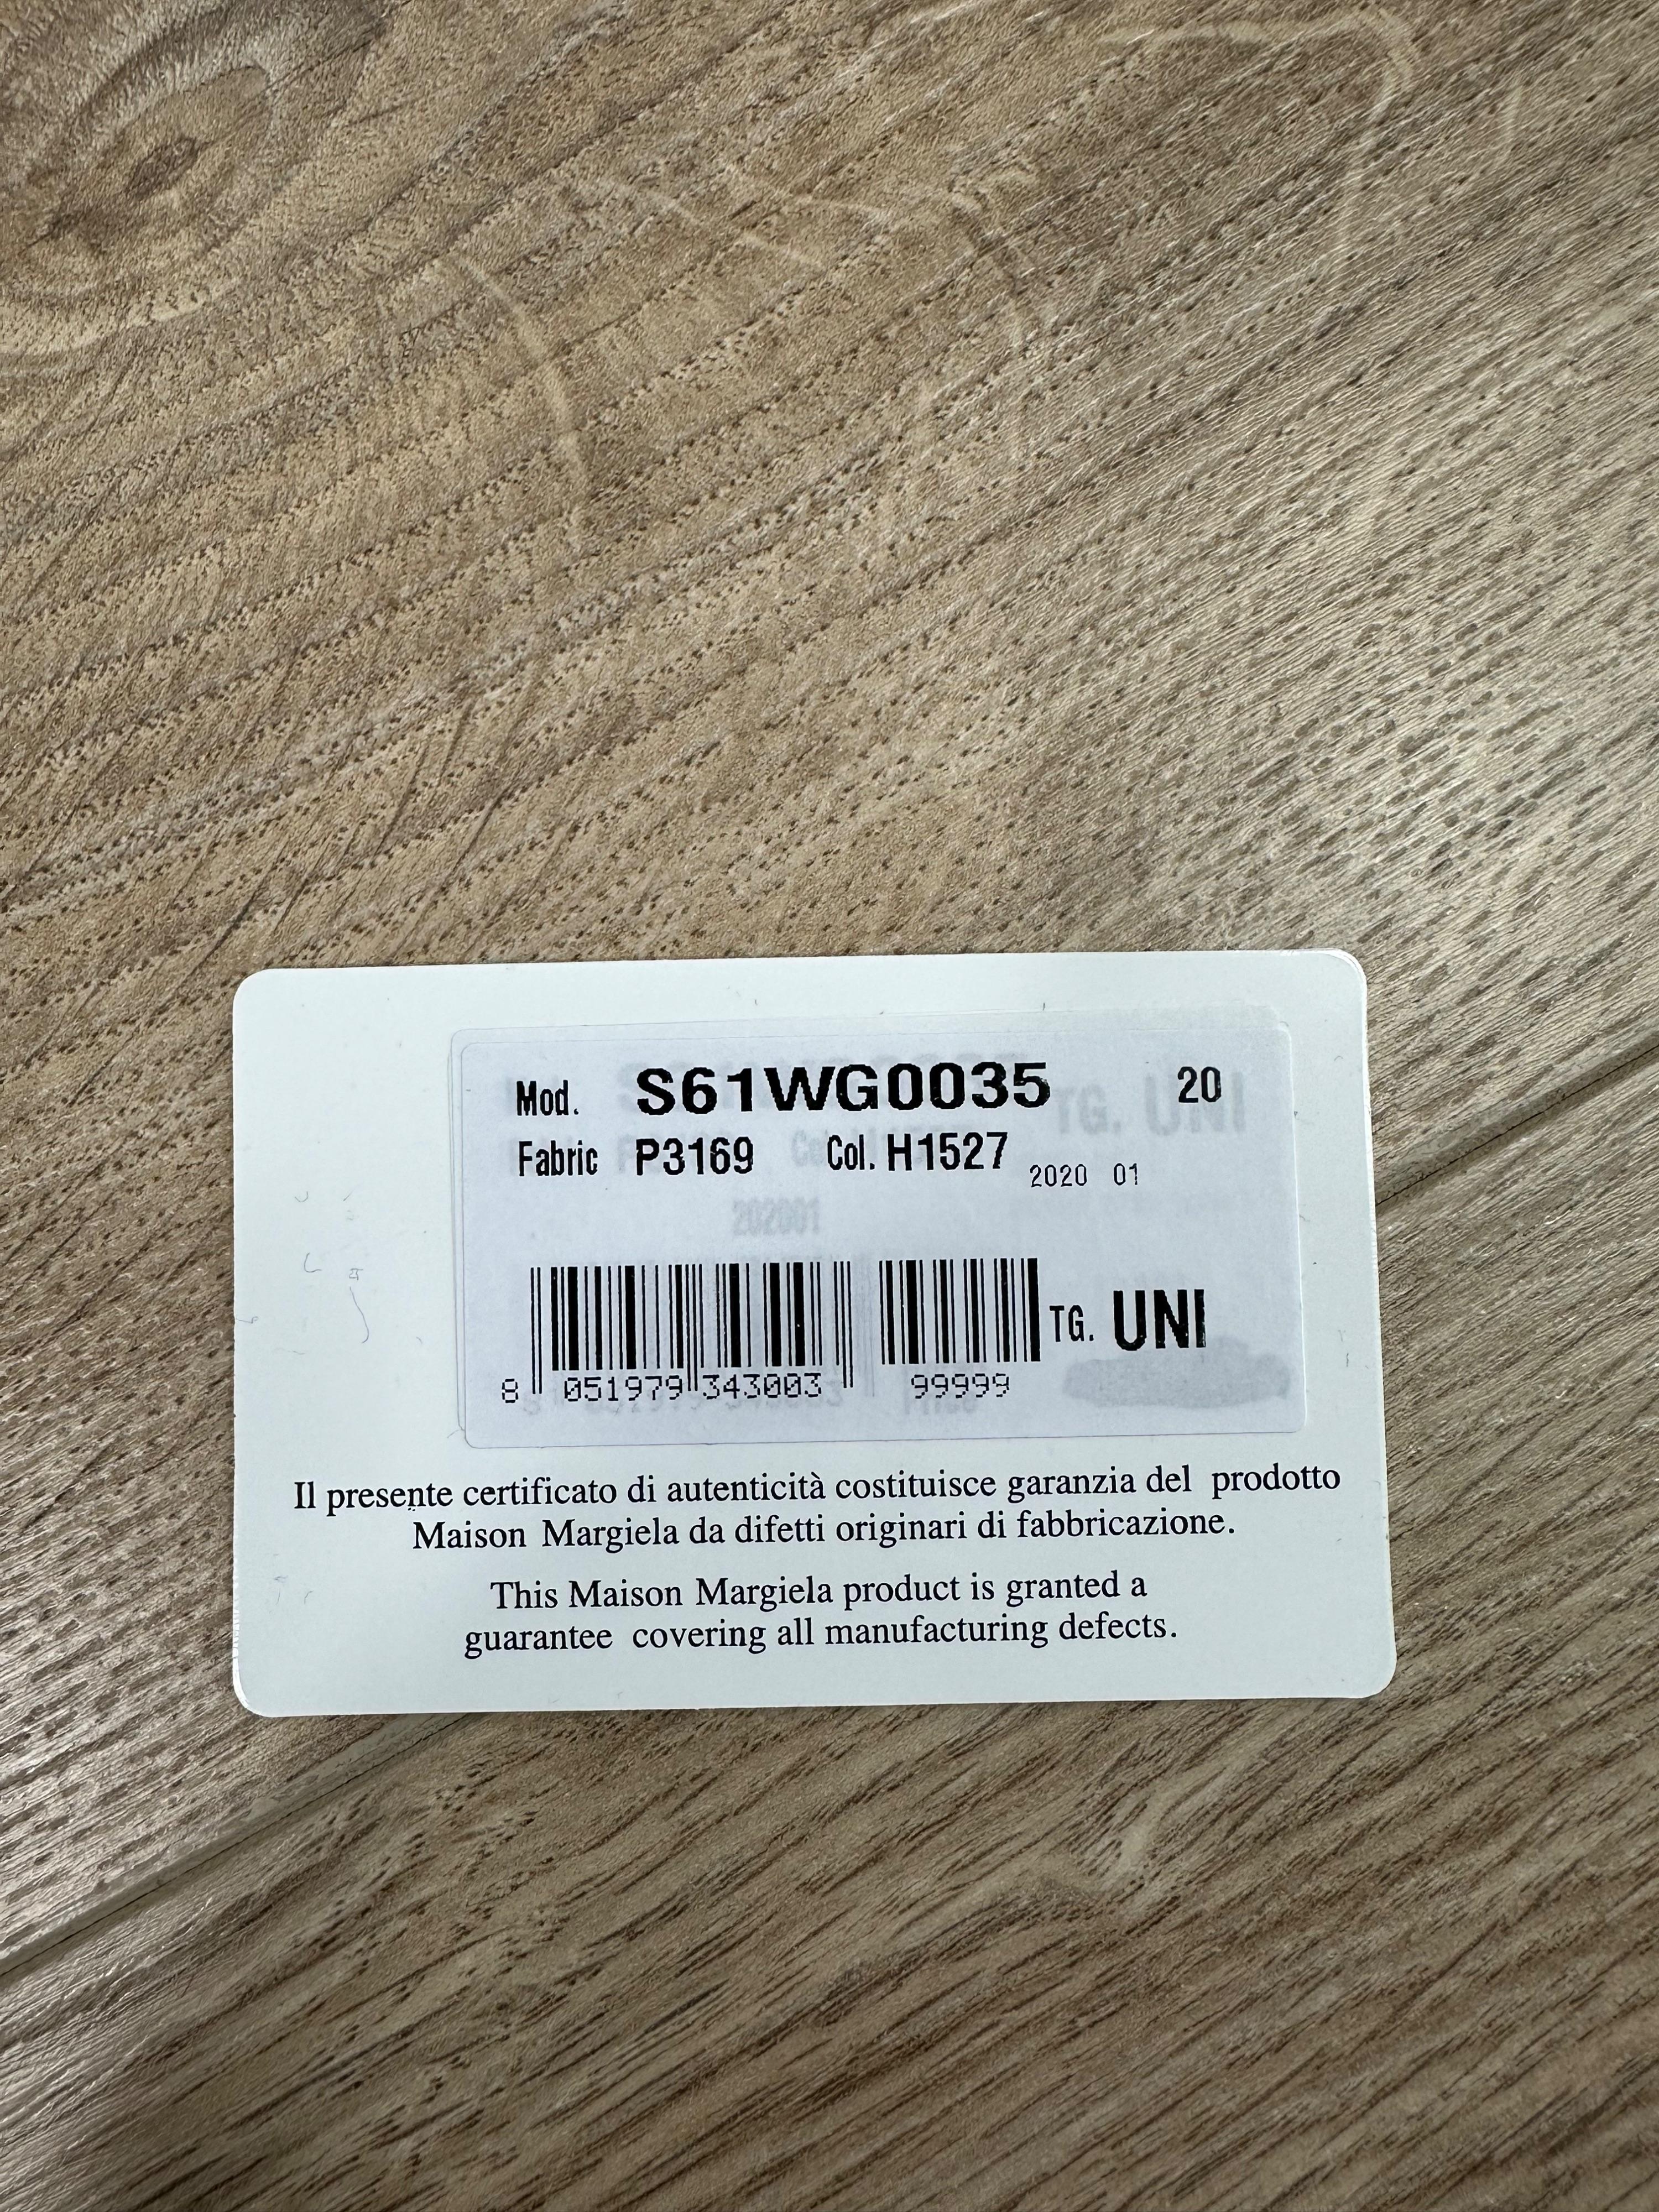 Mod. S61WG0035 20
TG. UNI
Fabric P3169 Col. H1527 2020 01
202001
8 051979 343003 99999 TG. UNI
Il presente certificato di autenticità costituisce garanzia del prodotto
Maison Margiela da difetti originari di fabbricazione.
This Maison Margiela product is granted a
guarantee covering all manufacturing defects.